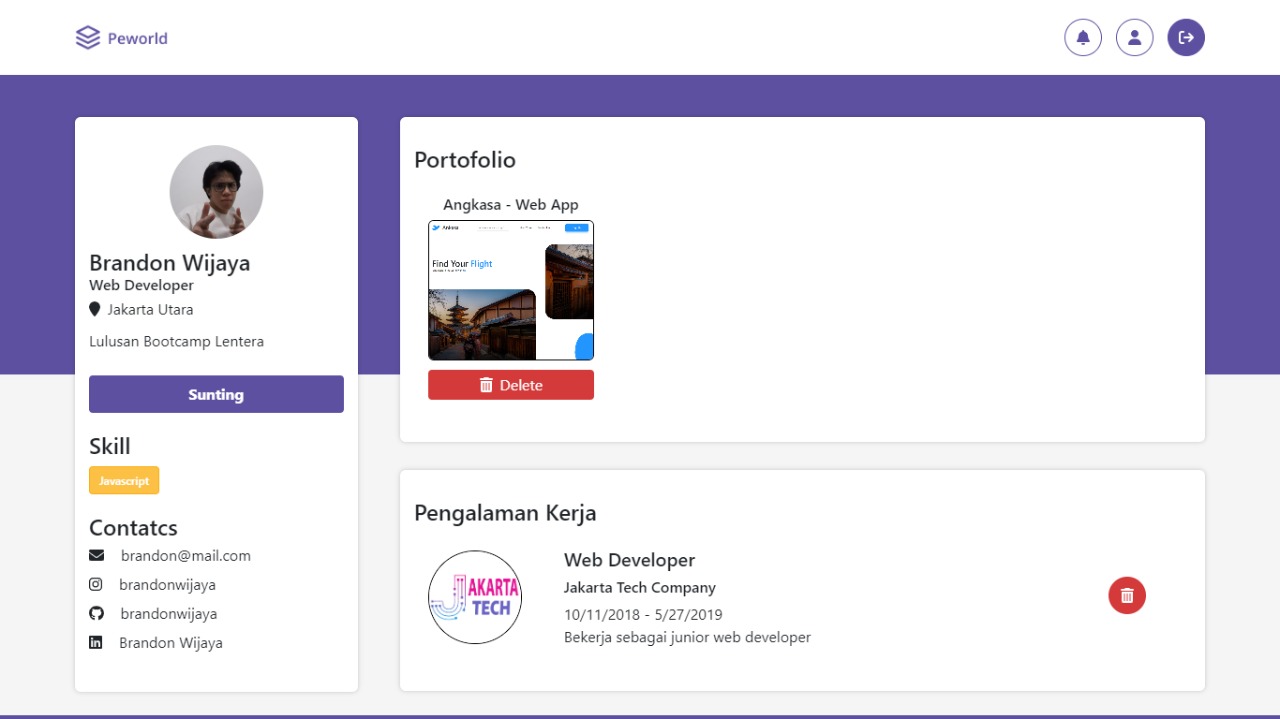 Peworld
Brandon Wijaya
Web Developer
Jakarta Utara
Lulusan Bootcamp Lentera
Sunting
Skill
Javascript
Contatcs
brandon@mail.com
brandonwijaya
brandonwijaya
Brandon Wijaya
Portofolio
Angkasa - Web App
Find Your Flight
Delete
Pengalaman Kerja
JAKARTA
TECH
Web Developer
Jakarta Tech Company
10/11/2018 - 5/27/2019
Bekerja sebagai junior web developer